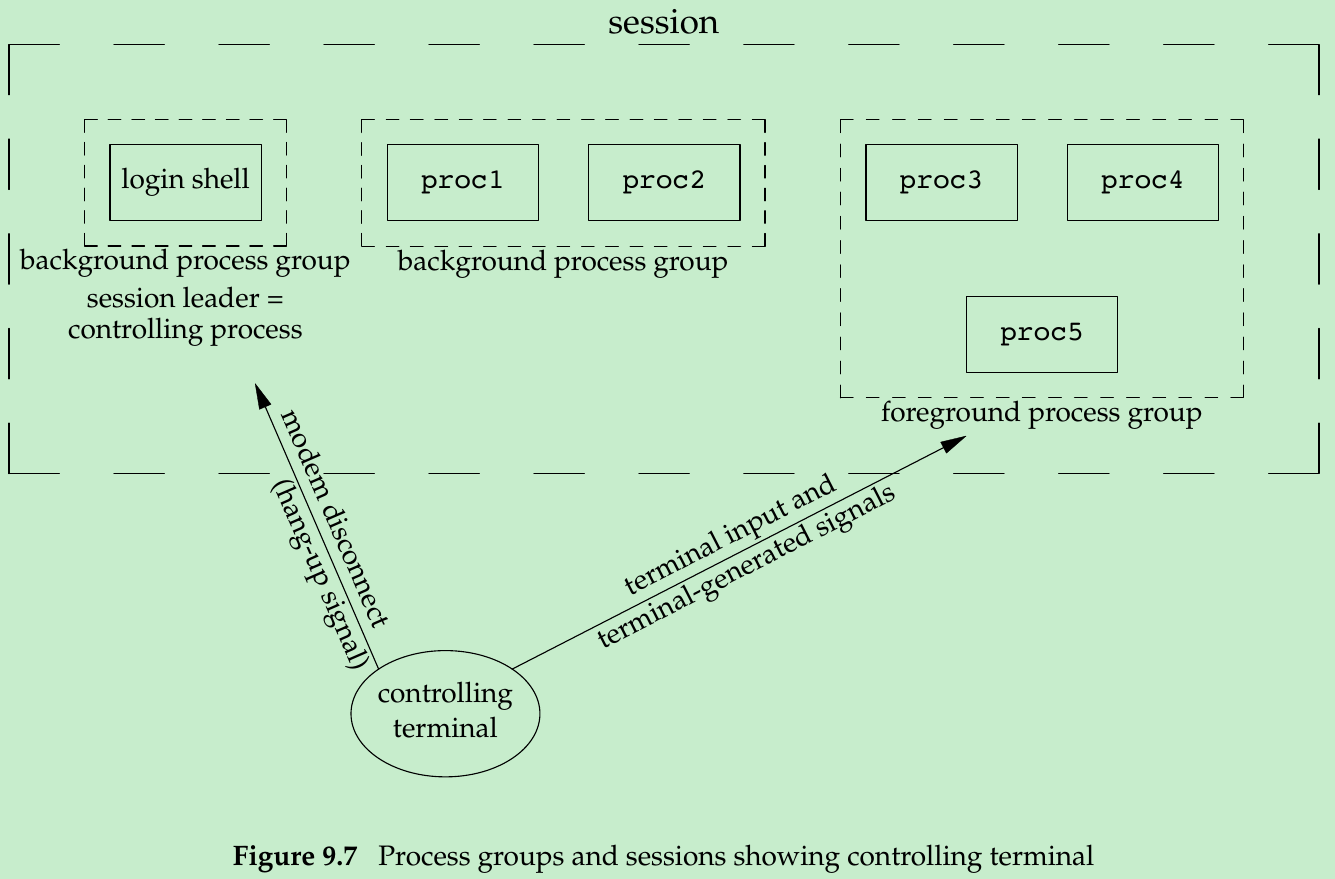 session
login shell
proc1
proc2
proc3
proc4
background process group
session leader =
controlling process
background process group
proc5
foreground process group
modem disconnect
(hang-up signal)
terminal input and
terminal-generated signals
controlling
terminal
Figure 9.7 Process groups and sessions showing controlling terminal